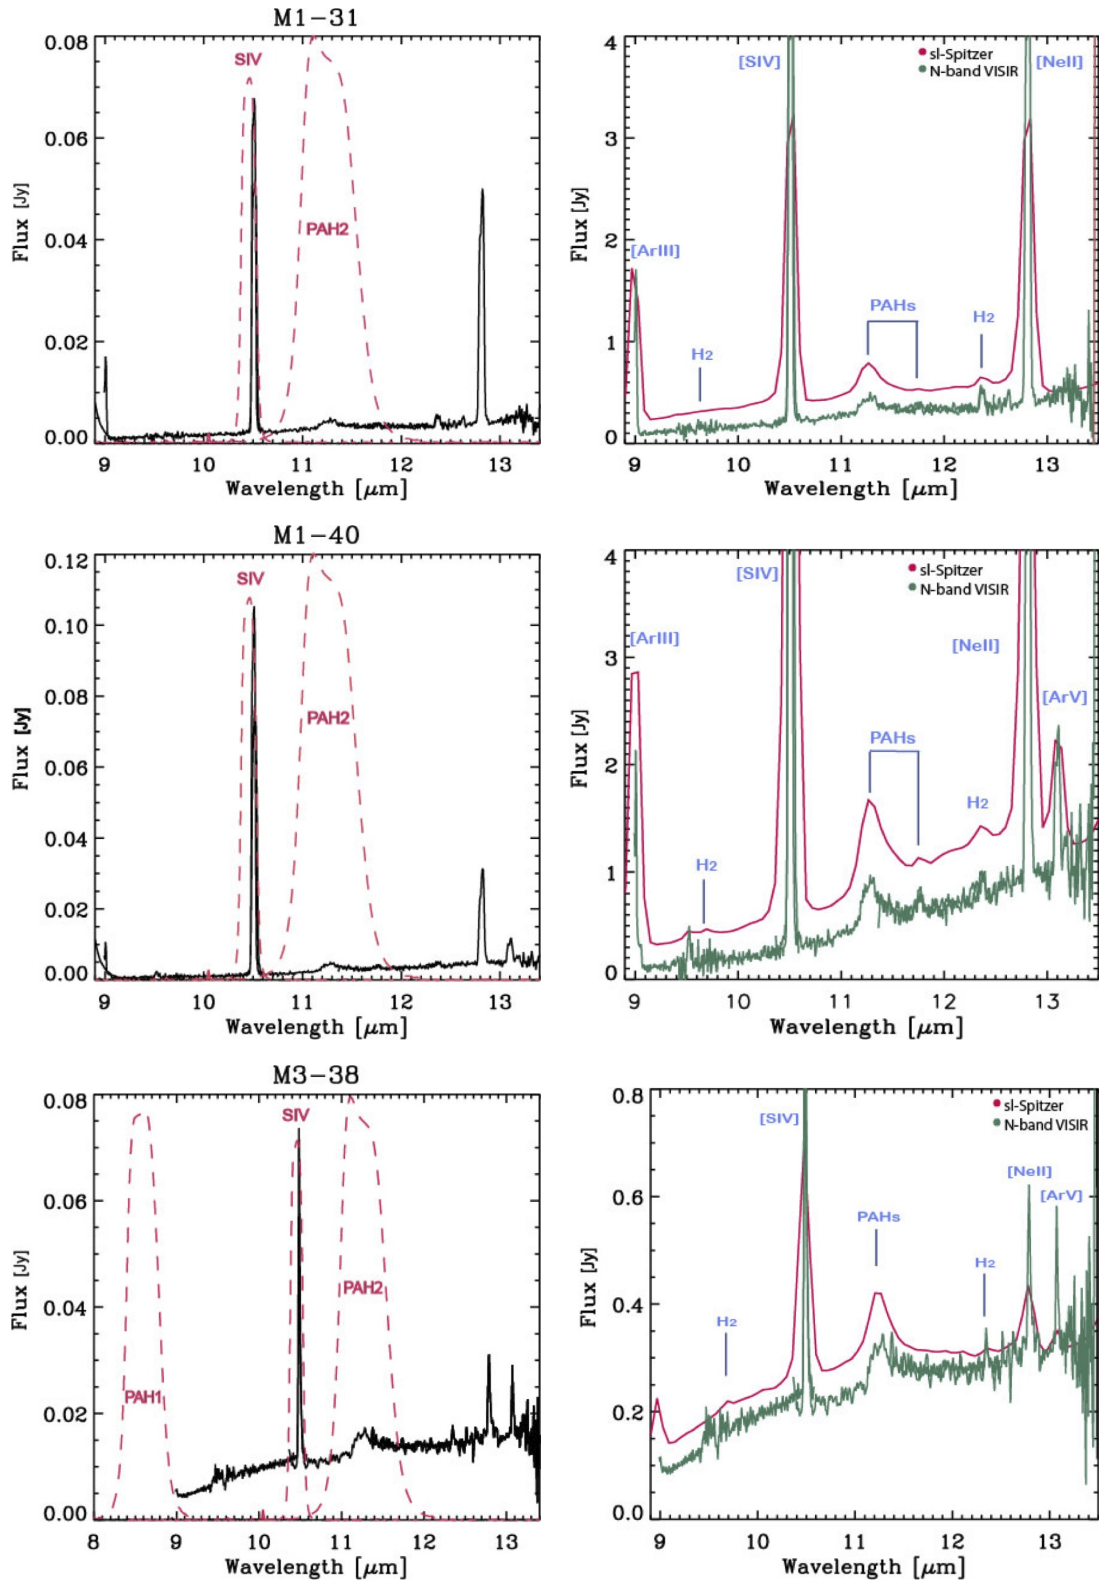 M1-31
0.08
0.06
0.04
0.02
0.00
Flux [Jy]
SIV
PAH2
9 10 11 12 13
Wavelength [μm]
4
3
2
1
0
Flux [Jy]
[SIV]
sl-Spitzer
N-band VISIR
[NeII]
[ArIII]
PAHs
H2
H2
9 10 11 12 13
Wavelength [μm]
M1-40
0.12
0.10
0.08
0.06
0.04
0.02
0.00
Flux [Jy]
SIV
PAH2
9 10 11 12 13
Wavelength [μm]
4
3
2
1
0
Flux [Jy]
[SIV]
sl-Spitzer
N-band VISIR
[ArIII]
[NeII]
[ArV]
PAHs
H2
H2
9 10 11 12 13
Wavelength [μm]
M3-38
0.08
0.06
0.04
0.02
0.00
Flux [Jy]
SIV
PAH2
PAH1
8 9 10 11 12 13
Wavelength [μm]
0.8
0.6
0.4
0.2
0.0
Flux [Jy]
[SIV]
sl-Spitzer
N-band VISIR
[NeII]
[ArV]
PAHs
H2
H2
9 10 11 12 13
Wavelength [μm]